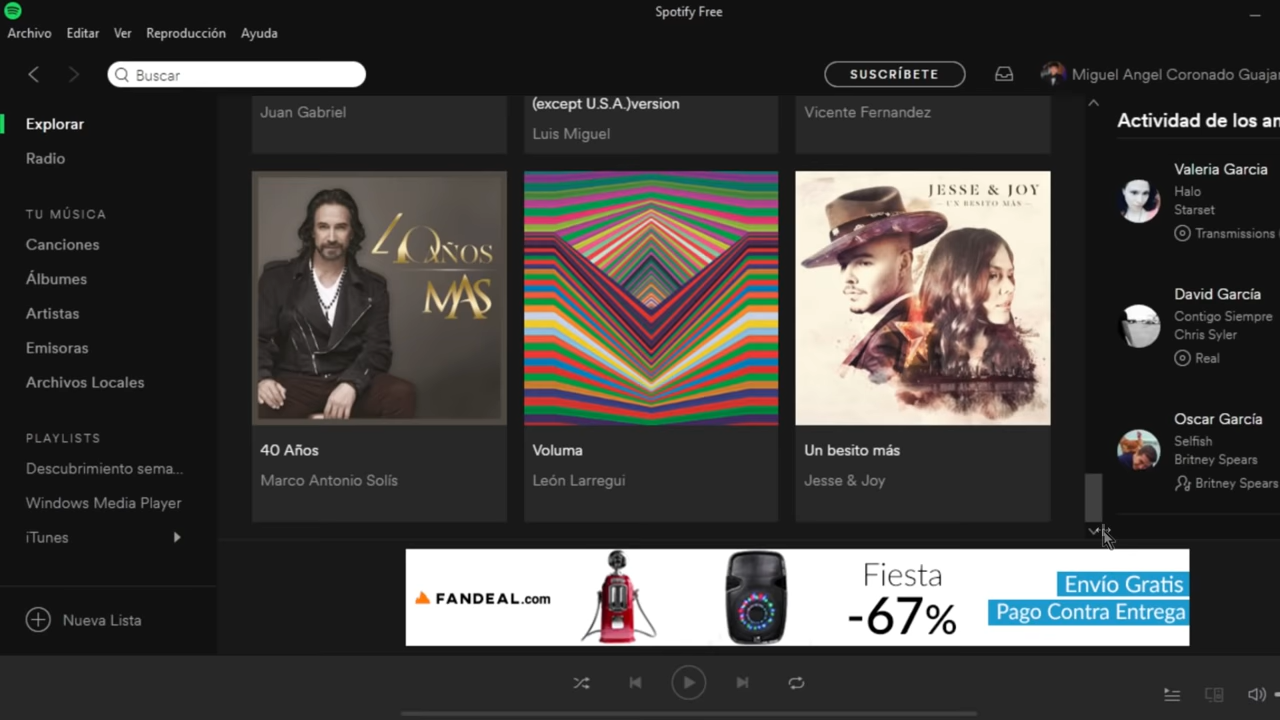 Spotify Free
Archivo Editar Ver Reproducción Ayuda
Buscar
SUSCRÍBETE
Miguel Angel Coronado Guajar
Explorar
Radio
TU MÚSICA
Canciones
Álbumes
Artistas
Emisoras
Archivos Locales
PLAYLISTS
Descubrimiento sema...
Windows Media Player
iTunes
Nueva Lista
Juan Gabriel
(except U.S.A.)version
Luis Miguel
Vicente Fernandez
40 AÑOS
MAS
JESSE & JOY
UN BESITO MÁS
40 Años
Marco Antonio Solís
Voluma
León Larregui
Un besito más
Jesse & Joy
Actividad de los am
Valeria Garcia
Halo
Starset
Transmissions
David García
Contigo Siempre
Chris Syler
Real
Oscar García
Selfish
Britney Spears
Britney Spears
FANDEAL.com
Fiesta
-67%
Envío Gratis
Pago Contra Entrega